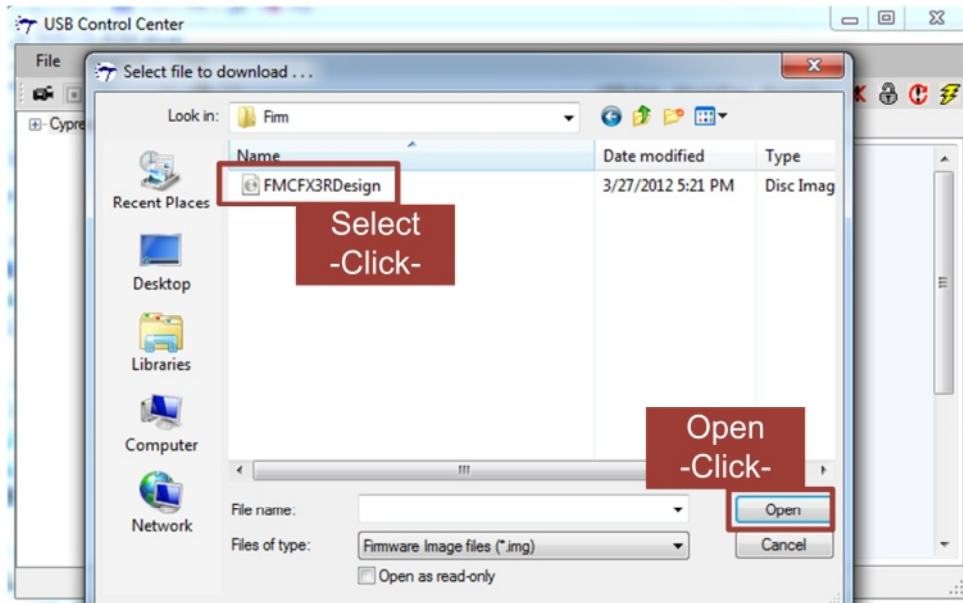 USB Control Center
File
Select file to download . . .
Look in:
Firm
Cypre
Name
Date modified
Type
FMCFX3RDesign
3/27/2012 5:21 PM
Disc Imag
Recent Places
Select
-Click-
Desktop
Libraries
Computer
Open
-Click-
Network
File name:
Open
Files of type:
Firmware Image files (*.img)
Cancel
Open as read-only